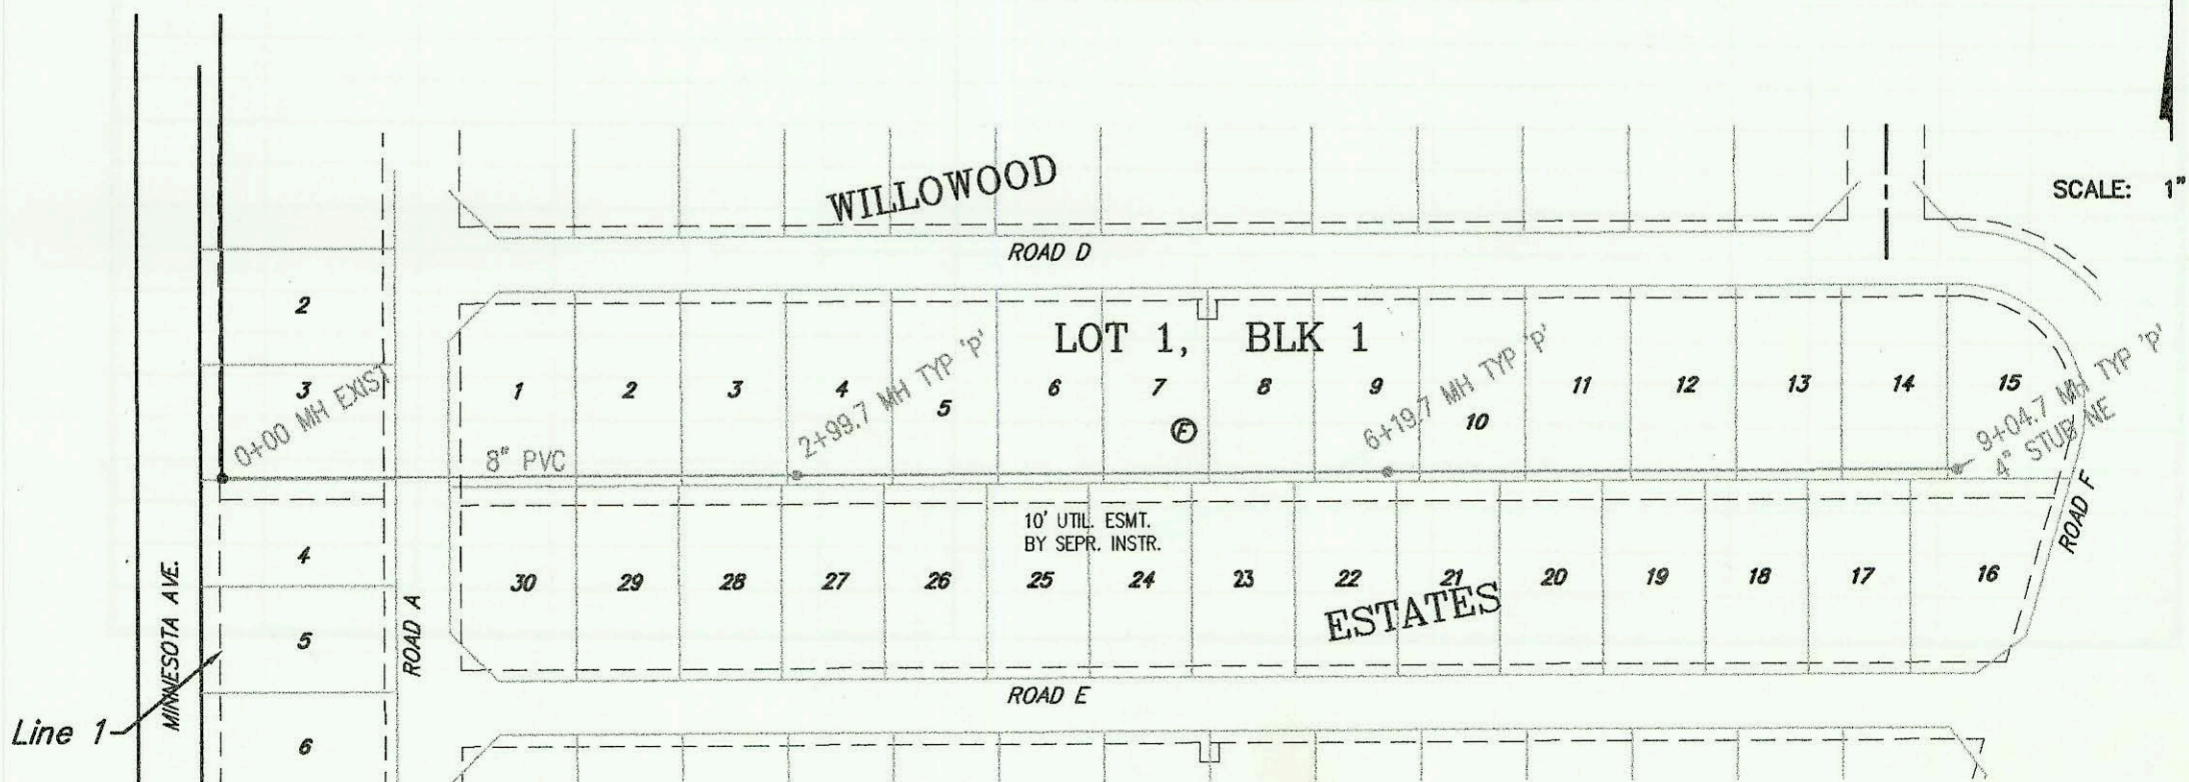 WILLOWOOD
SCALE: 1"
ROAD D
2
LOT 1, BLK 1
3
0+00 MH EXIST
1
2
3
4
2+99.7 MH TYP 'P'
5
6
7
8
9
6+19.7 MH TYP 'P'
10
11
12
13
14
15
9+04.7 MH TYP 'P'
4" STUB NE
F
8" PVC
10' UTIL. ESMT.
BY SEPR. INSTR.
ROAD F
4
30
29
28
27
26
25
24
23
22
21
20
19
18
17
16
ESTATES
MINNESOTA AVE.
ROAD A
5
ROAD E
Line 1
6